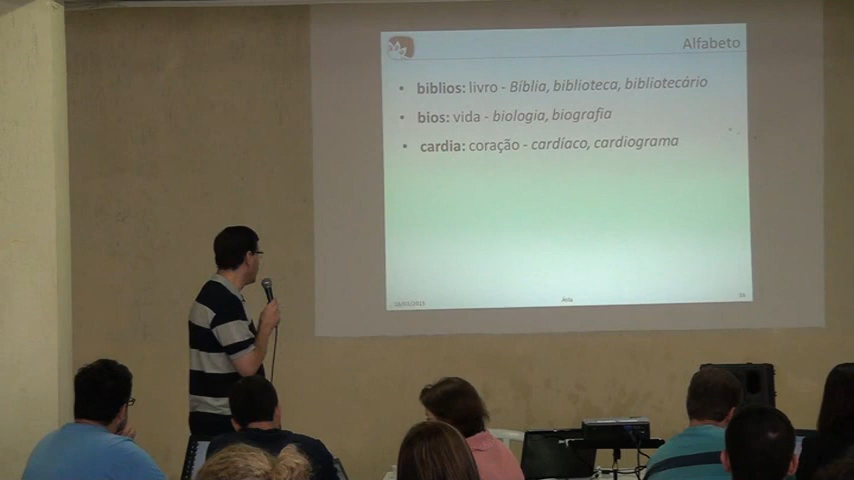 Alfabeto
• biblios: livro - Bíblia, biblioteca, bibliotecário
• bios: vida - biologia, biografia
• cardia: coração - cardíaco, cardiograma